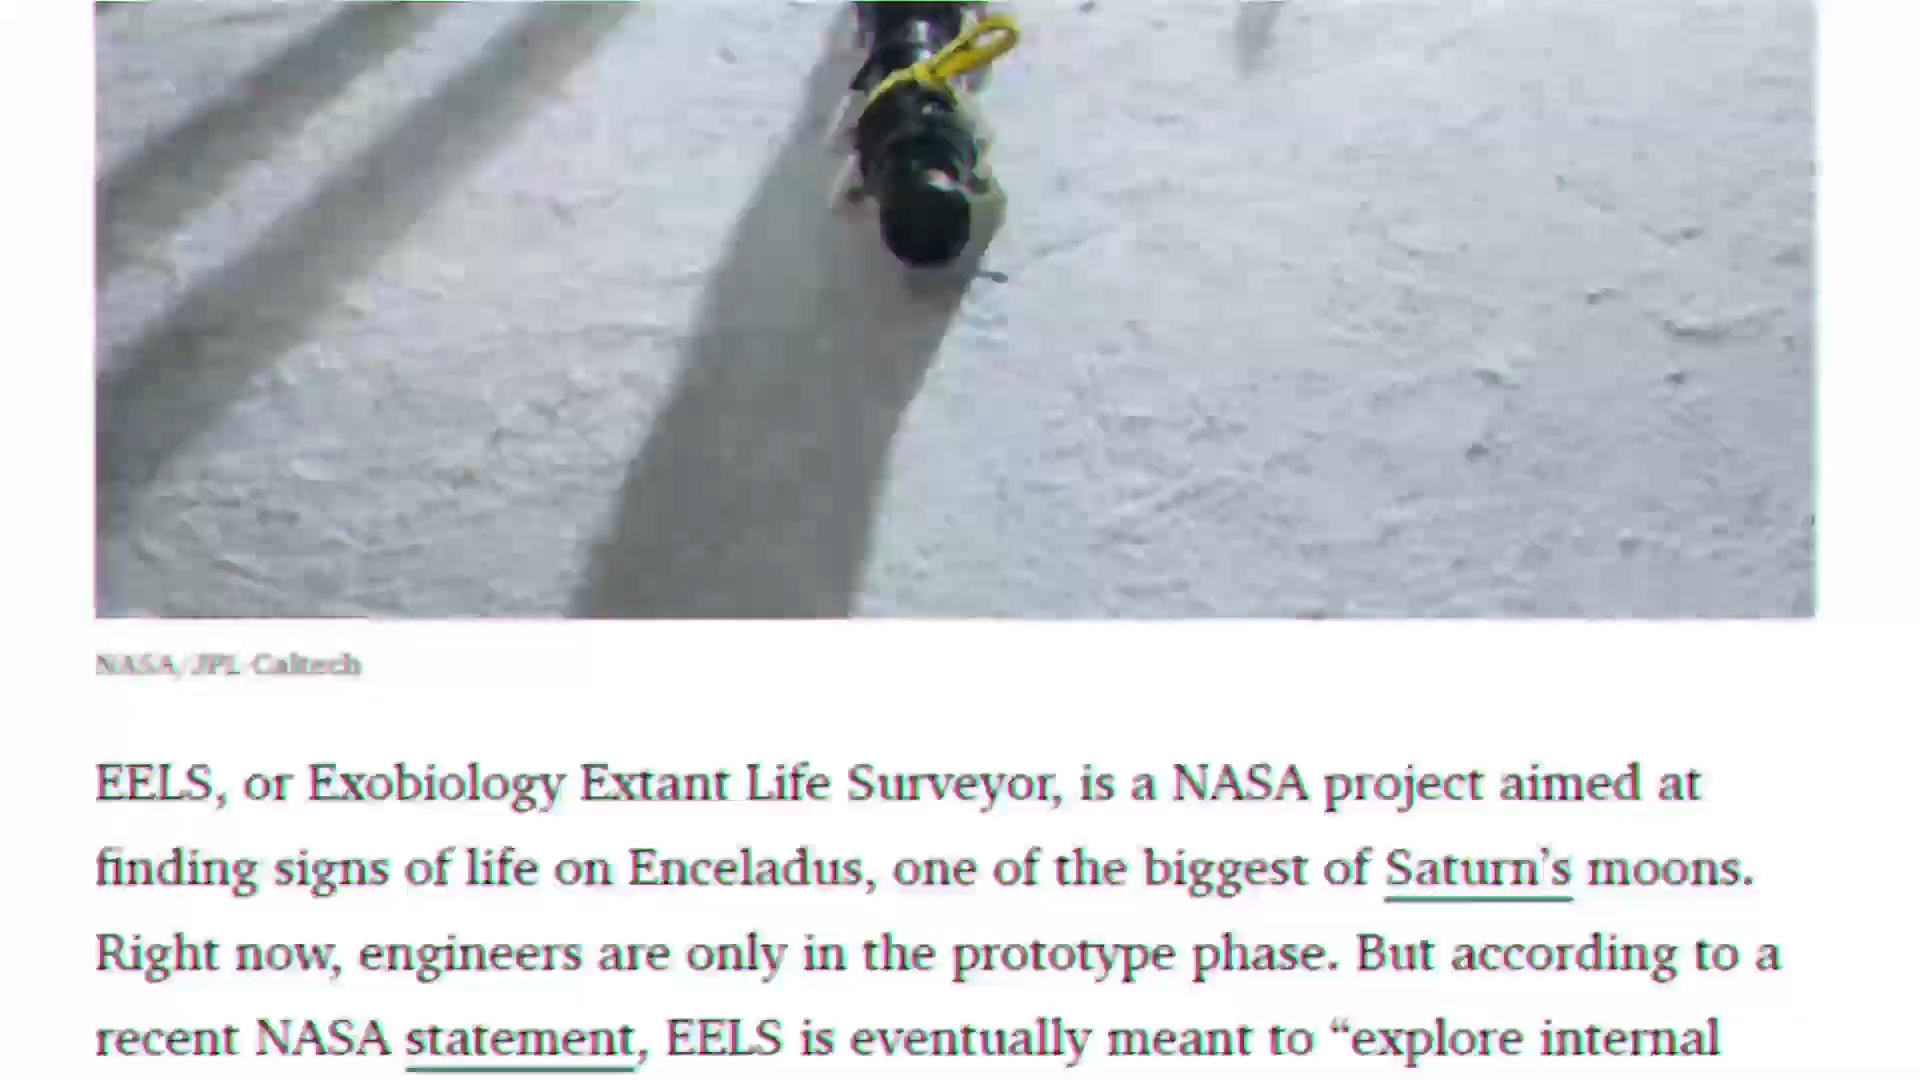 NASA/JPL-Caltech
EELS, or Exobiology Extant Life Surveyor, is a NASA project aimed at
finding signs of life on Enceladus, one of the biggest of Saturn’s moons.
Right now, engineers are only in the prototype phase. But according to a
recent NASA statement, EELS is eventually meant to “explore internal